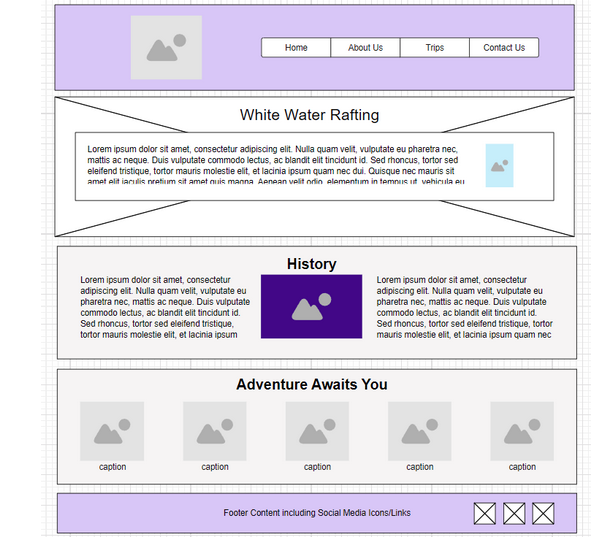 Home About Us Trips Contact Us
White Water Rafting
Lorem ipsum dolor sit amet, consectetur adipiscing elit. Nulla quam velit, vulputate eu pharetra nec,
mattis ac neque. Duis vulputate commodo lectus, ac blandit elit tincidunt id. Sed rhoncus, tortor sed
eleifend tristique, tortor mauris molestie elit, et lacinia ipsum quam nec dui. Quisque nec mauris sit
amet elit iaculis pretium sit amet quis magna. Aenean velit odio, elementum in tempus ut, vehicula eu
History
Lorem ipsum dolor sit amet, consectetur
adipiscing elit. Nulla quam velit, vulputate eu
pharetra nec, mattis ac neque. Duis vulputate
commodo lectus, ac blandit elit tincidunt id.
Sed rhoncus, tortor sed eleifend tristique,
tortor mauris molestie elit, et lacinia ipsum
Lorem ipsum dolor sit amet, consectetur
adipiscing elit. Nulla quam velit, vulputate eu
pharetra nec, mattis ac neque. Duis vulputate
commodo lectus, ac blandit elit tincidunt id.
Sed rhoncus, tortor sed eleifend tristique, tortor
mauris molestie elit, et lacinia ipsum quam nec
Adventure Awaits You
caption caption caption caption caption
Footer Content including Social Media Icons/Links